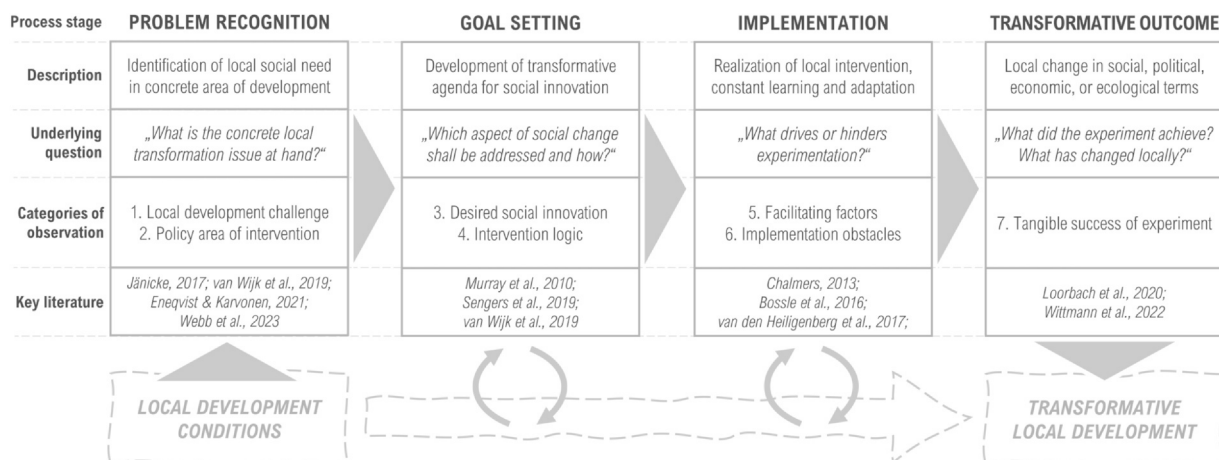 Process stage
PROBLEM RECOGNITION
GOAL SETTING
IMPLEMENTATION
TRANSFORMATIVE OUTCOME
Description
Identification of local social need
in concrete area of development
Development of transformative
agenda for social innovation
Realization of local intervention,
constant learning and adaptation
Local change in social, political,
economic, or ecological terms
Underlying
question
„What is the concrete local
transformation issue at hand?“
„Which aspect of social change
shall be addressed and how?“
„What drives or hinders
experimentation?“
„What did the experiment achieve?
What has changed locally?“
Categories of
observation
1. Local development challenge
2. Policy area of intervention
3. Desired social innovation
4. Intervention logic
5. Facilitating factors
6. Implementation obstacles
7. Tangible success of experiment
Key literature
Jänicke, 2017; van Wijk et al., 2019;
Eneqvist & Karvonen, 2021;
Webb et al., 2023
Murray et al., 2010;
Sengers et al., 2019;
van Wijk et al., 2019
Chalmers, 2013;
Bossle et al., 2016;
van den Heiligenberg et al., 2017;
Loorbach et al., 2020;
Wittmann et al., 2022
LOCAL DEVELOPMENT
CONDITIONS
TRANSFORMATIVE
LOCAL DEVELOPMENT